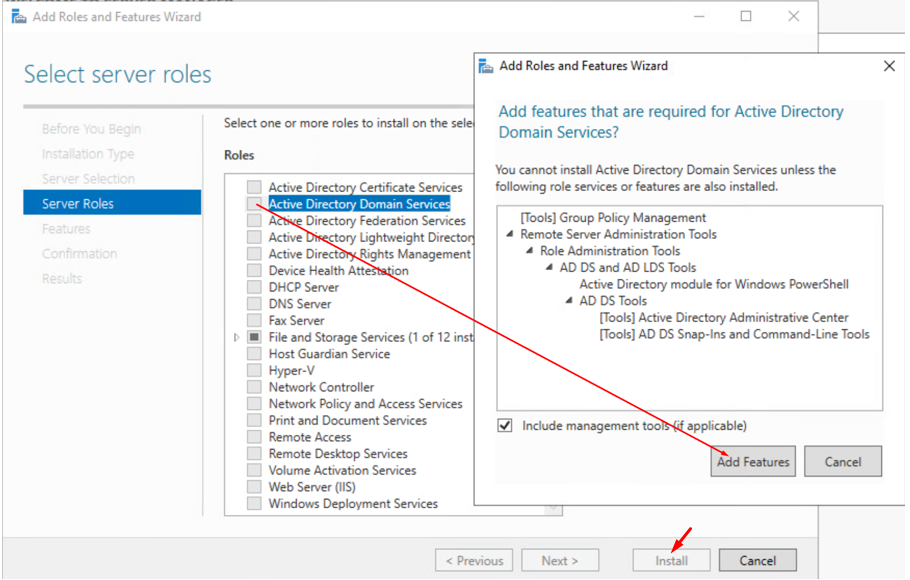 Add Roles and Features Wizard
Select server roles
Before You Begin
Installation Type
Server Selection
Server Roles
Features
Confirmation
Results
Select one or more roles to install on the sele
Roles
Active Directory Certificate Services
Active Directory Domain Services
Active Directory Federation Services
Active Directory Lightweight Directory
Active Directory Rights Management
Device Health Attestation
DHCP Server
DNS Server
Fax Server
File and Storage Services (1 of 12 inst
Host Guardian Service
Hyper-V
Network Controller
Network Policy and Access Services
Print and Document Services
Remote Access
Remote Desktop Services
Volume Activation Services
Web Server (IIS)
Windows Deployment Services
< Previous
Next >
Install
Cancel
Add Roles and Features Wizard
Add features that are required for Active Directory
Domain Services?
You cannot install Active Directory Domain Services unless the
following role services or features are also installed.
[Tools] Group Policy Management
Remote Server Administration Tools
Role Administration Tools
AD DS and AD LDS Tools
Active Directory module for Windows PowerShell
AD DS Tools
[Tools] Active Directory Administrative Center
[Tools] AD DS Snap-Ins and Command-Line Tools
Include management tools (if applicable)
Add Features
Cancel